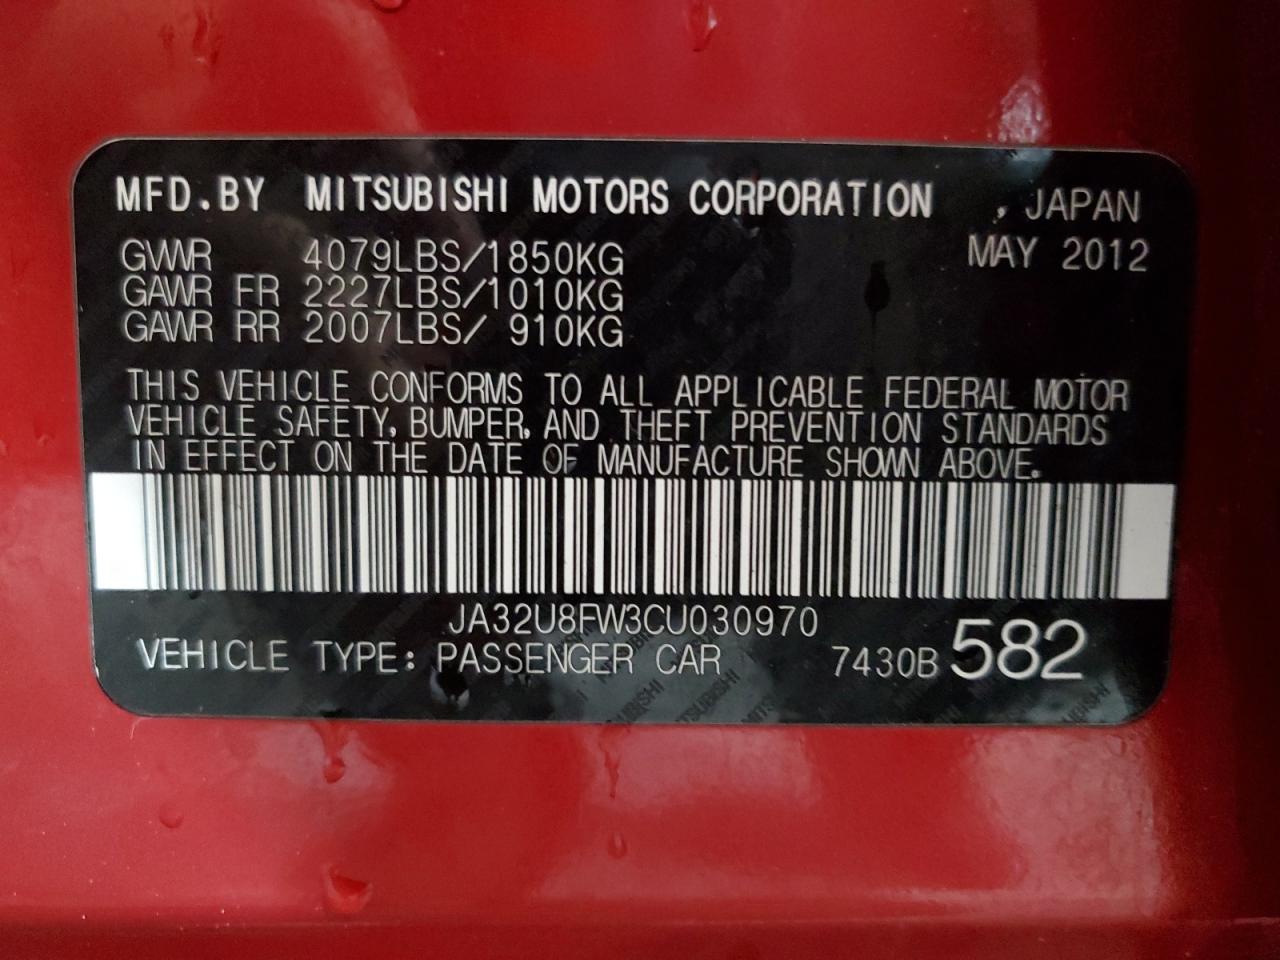 MFD.BY MITSUBISHI MOTORS CORPORATION , JAPAN
GVWR 4079LBS/1850KG MAY 2012
GAWR FR 2227LBS/1010KG
GAWR RR 2007LBS/ 910KG
THIS VEHICLE CONFORMS TO ALL APPLICABLE FEDERAL MOTOR
VEHICLE SAFETY, BUMPER, AND THEFT PREVENTION STANDARDS
IN EFFECT ON THE DATE OF MANUFACTURE SHOWN ABOVE.
JA32U8FW3CU030970
VEHICLE TYPE: PASSENGER CAR 7430B 582